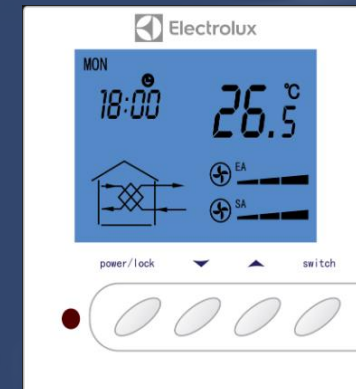 Electrolux
MON
18:00
26.5 ℃
EA
SA
power/lock
switch